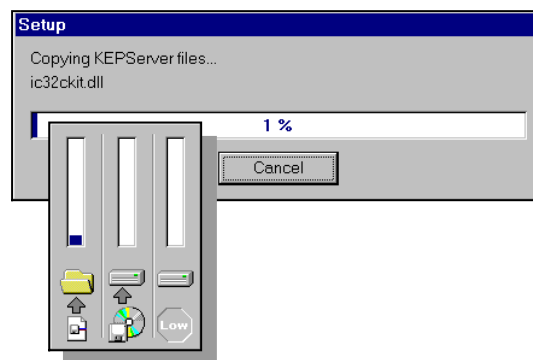 Setup
Copying KEPServer files...
ic32ckit.dll
1 %
Cancel
Low